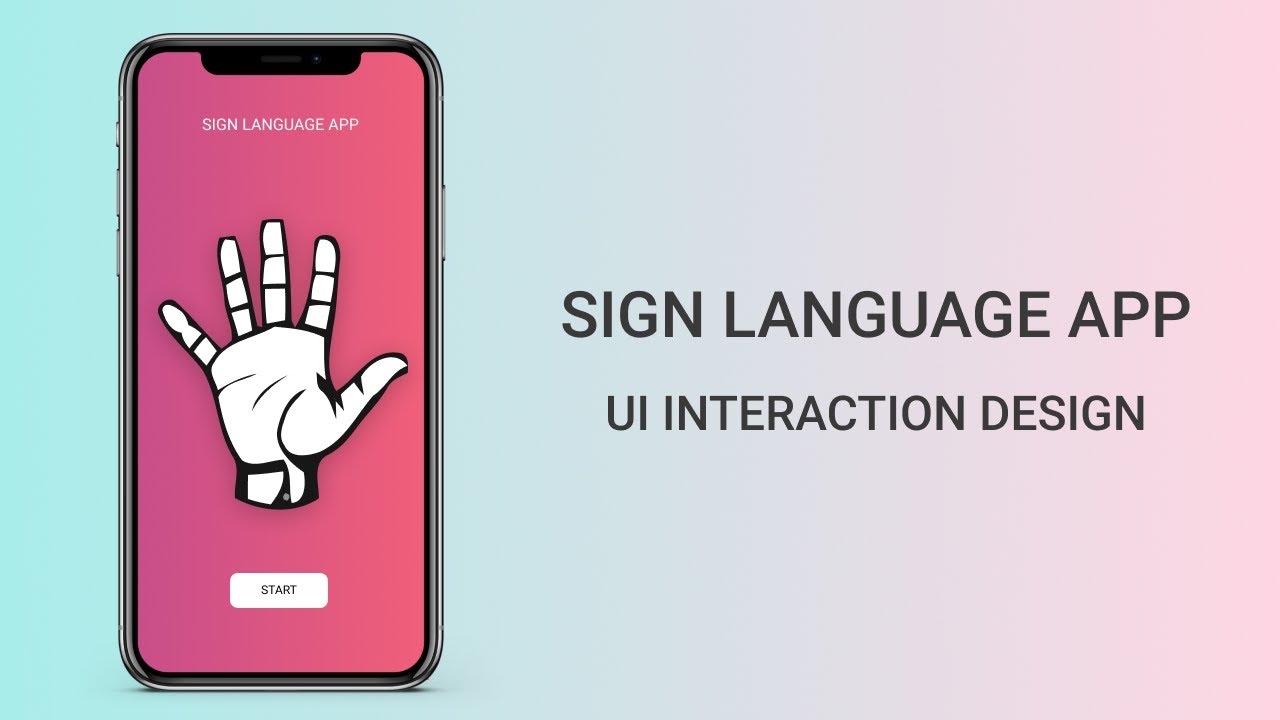 SIGN LANGUAGE APP
START
SIGN LANGUAGE APP
UI INTERACTION DESIGN